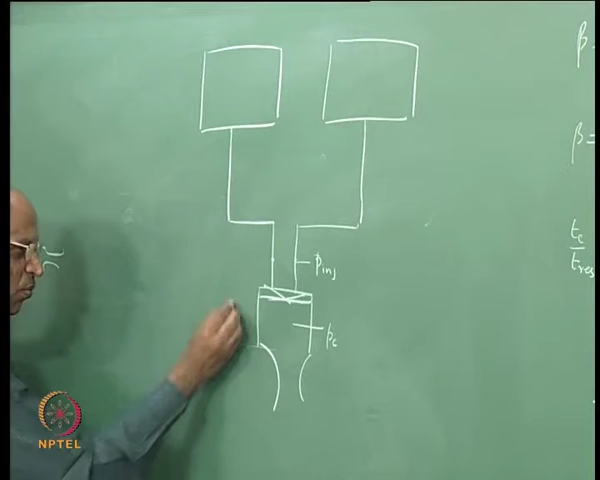 β
β =
t_c
t_res
p_inj
p_c
NPTEL